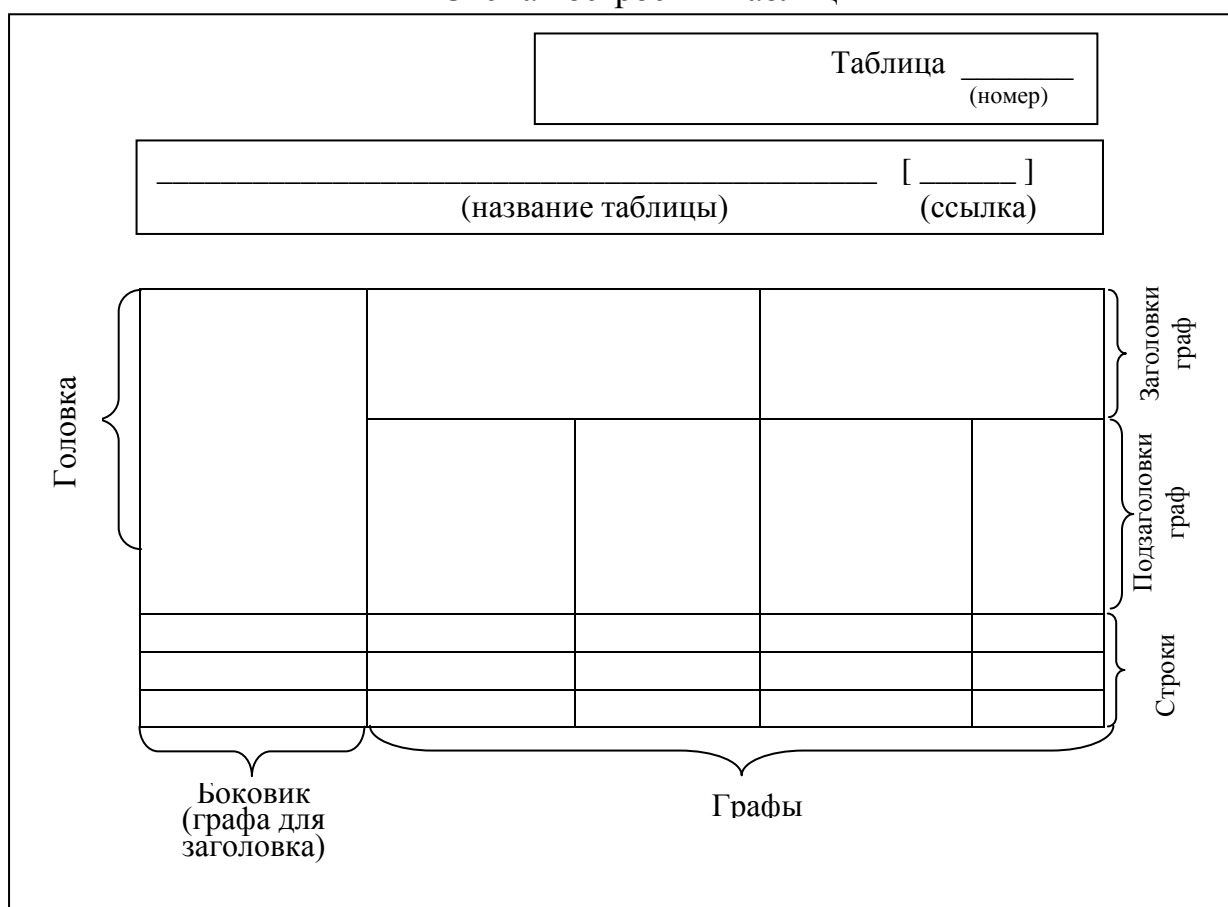 Таблица _______
(номер)
_____________________________________________ [ ______ ]
(название таблицы) (ссылка)
Головка
Заголовки
граф
Подзаголовки
граф
Строки
Боковик
(графа для
заголовка)
Графы